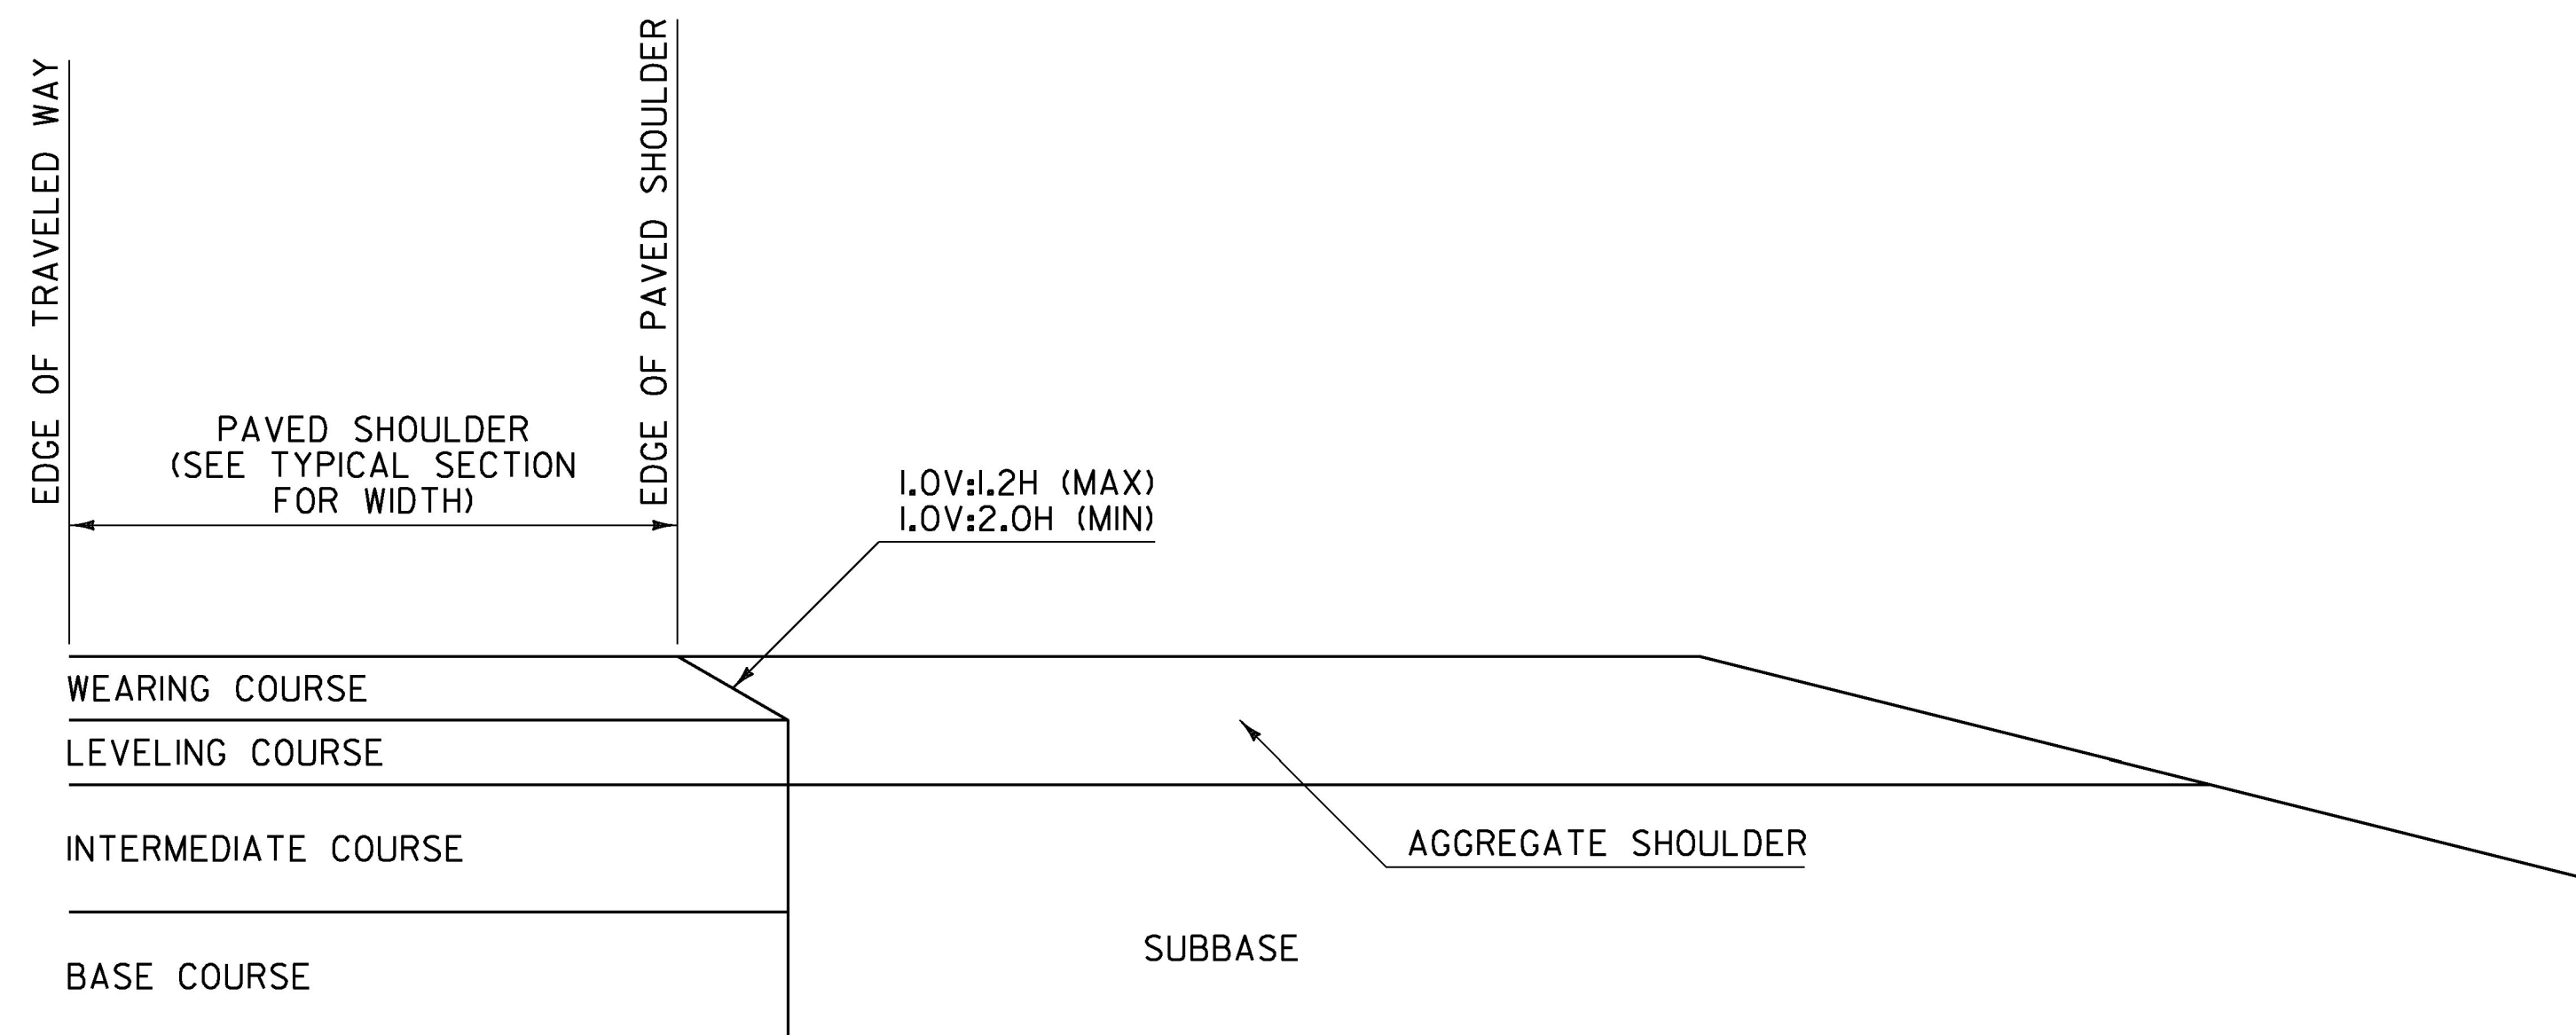 EDGE OF TRAVELED WAY
EDGE OF PAVED SHOULDER
PAVED SHOULDER
(SEE TYPICAL SECTION
FOR WIDTH)
1.0V:1.2H (MAX)
1.0V:2.0H (MIN)
WEARING COURSE
LEVELING COURSE
INTERMEDIATE COURSE
AGGREGATE SHOULDER
SUBBASE
BASE COURSE